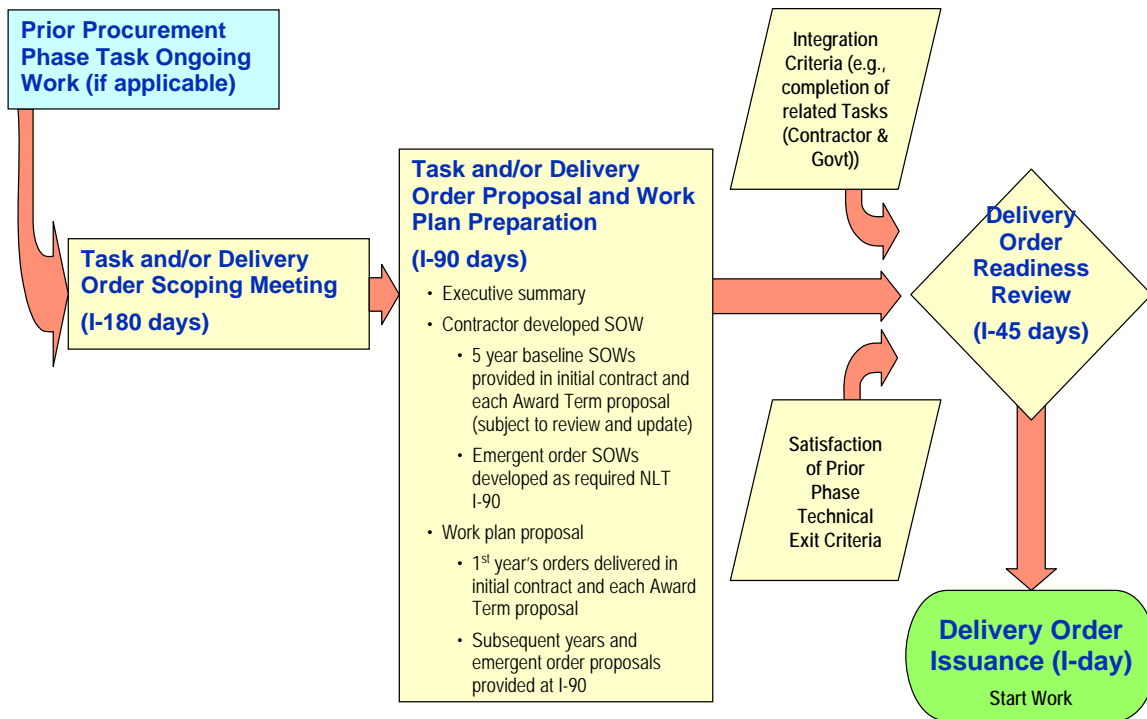 Prior Procurement
Phase Task Ongoing
Work (if applicable)
Task and/or Delivery
Order Scoping Meeting
(I-180 days)
Task and/or Delivery
Order Proposal and Work
Plan Preparation
(I-90 days)
• Executive summary
• Contractor developed SOW
• 5 year baseline SOWs
provided in initial contract and
each Award Term proposal
(subject to review and update)
• Emergent order SOWs
developed as required NLT
I-90
• Work plan proposal
• 1st year's orders delivered in
initial contract and each Award
Term proposal
• Subsequent years and
emergent order proposals
provided at I-90
Integration
Criteria (e.g.,
completion of
related Tasks
(Contractor &
Govt))
Satisfaction
of Prior
Phase
Technical
Exit Criteria
Delivery
Order
Readiness
Review
(I-45 days)
Delivery Order
Issuance (I-day)
Start Work